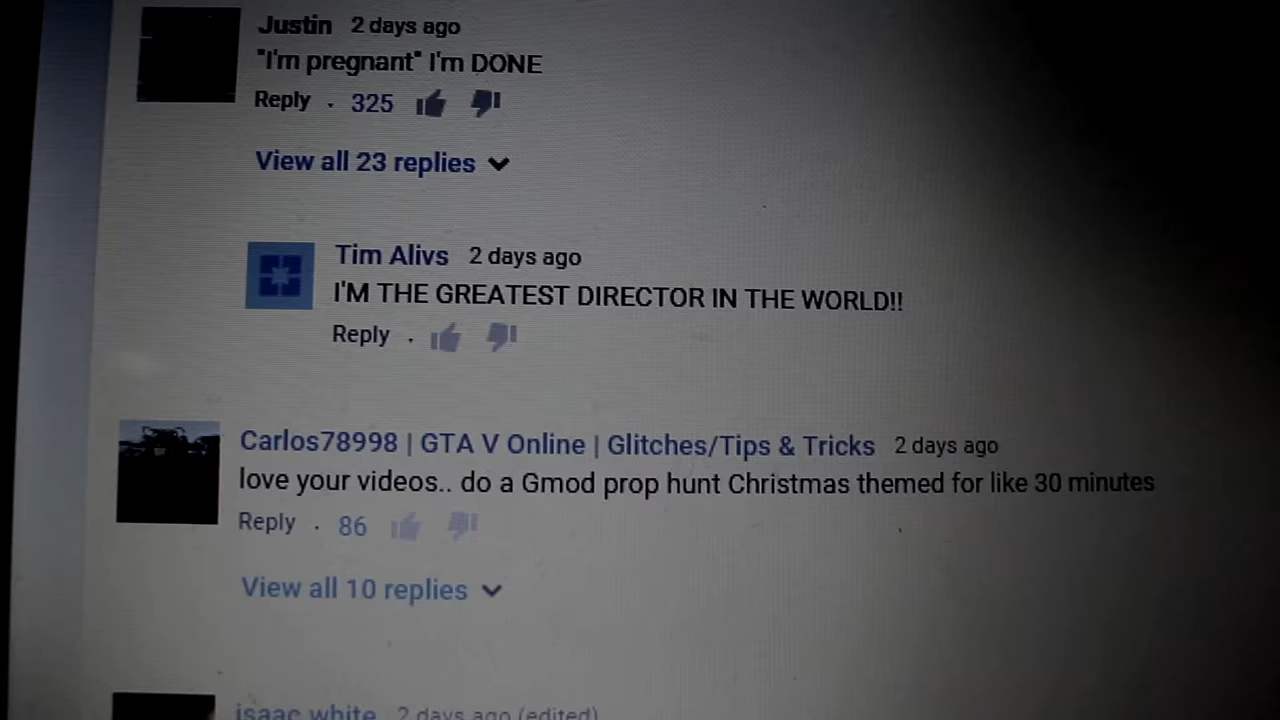 Justin 2 days ago
"I'm pregnant" I'm DONE
Reply . 325
View all 23 replies
Tim Alivs 2 days ago
I'M THE GREATEST DIRECTOR IN THE WORLD!!
Reply .
Carlos78998 | GTA V Online | Glitches/Tips & Tricks 2 days ago
love your videos.. do a Gmod prop hunt Christmas themed for like 30 minutes
Reply . 86
View all 10 replies
isaac white 2 days ago (edited)